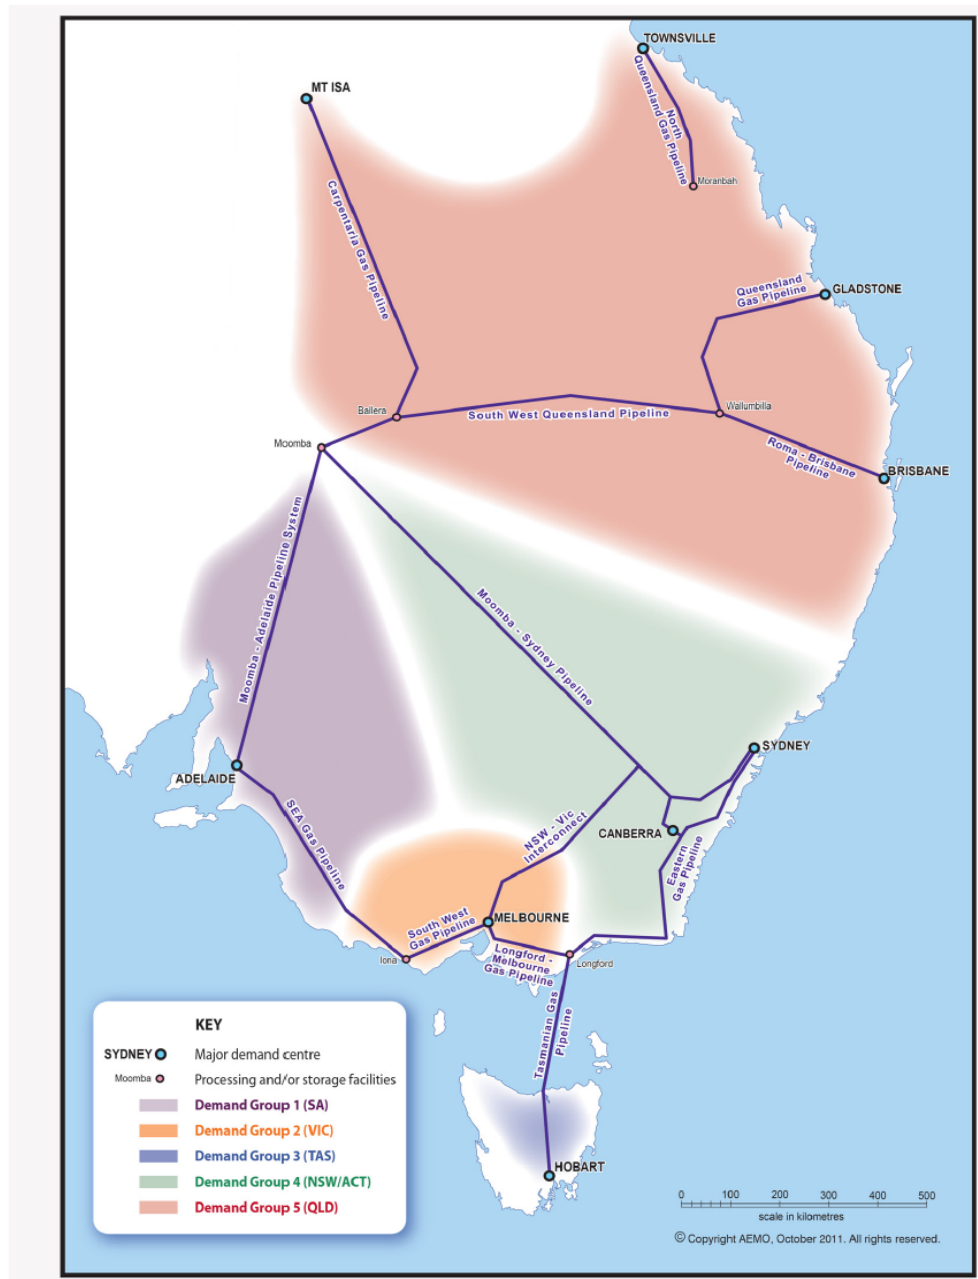 TOWNSVILLE
MT ISA
North
Queensland Gas Pipeline
Moranbah
Carpentaria Gas Pipeline
Queensland
Gas Pipeline
GLADSTONE
Ballera
South West Queensland Pipeline
Wallumbilla
Moomba
Roma - Brisbane
Pipeline
BRISBANE
Moomba - Adelaide Pipeline System
Moomba - Sydney Pipeline
SYDNEY
ADELAIDE
SEA Gas Pipeline
NSW - Vic
Interconnect
CANBERRA
Eastern
Gas Pipeline
South West
Gas Pipeline
MELBOURNE
Iona
Longford -
Melbourne
Gas Pipeline
Longford
Tasmanian Gas
Pipeline
HOBART
KEY
SYDNEY Major demand centre
Moomba Processing and/or storage facilities
Demand Group 1 (SA)
Demand Group 2 (VIC)
Demand Group 3 (TAS)
Demand Group 4 (NSW/ACT)
Demand Group 5 (QLD)
0 100 200 300 400 500
scale in kilometres
© Copyright AEMO, October 2011. All rights reserved.